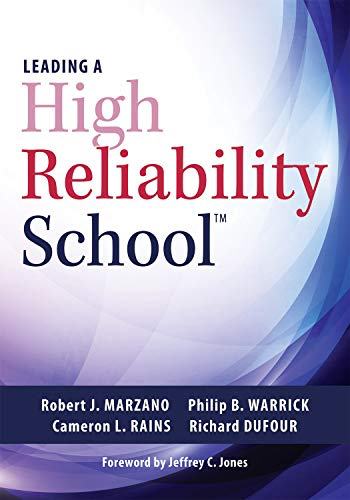 LEADING A
High
Reliability
School™
Robert J. MARZANO Philip B. WARRICK
Cameron L. RAINS Richard DUFOUR
Foreword by Jeffrey C. Jones